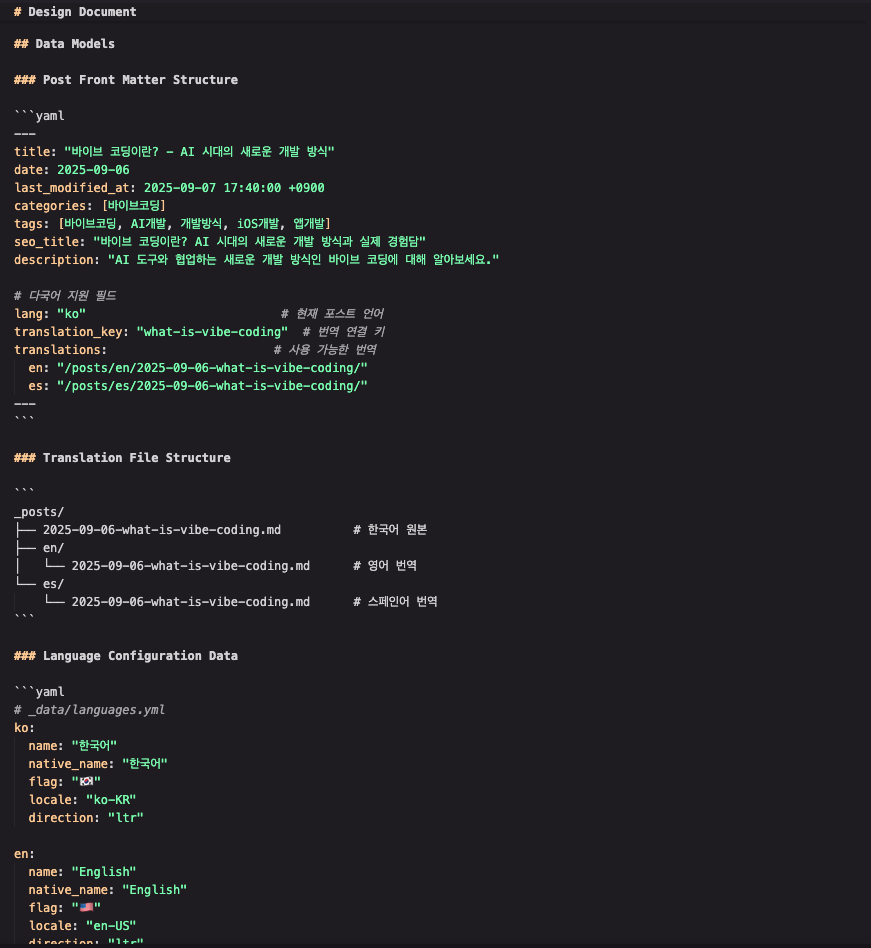 # Design Document
## Data Models
### Post Front Matter Structure
```yaml
---
title: "바이브 코딩이란? - AI 시대의 새로운 개발 방식"
date: 2025-09-06
last_modified_at: 2025-09-07 17:40:00 +0900
categories: [바이브코딩]
tags: [바이브코딩, AI개발, 개발방식, iOS개발, 앱개발]
seo_title: "바이브 코딩이란? AI 시대의 새로운 개발 방식과 실제 경험담"
description: "AI 도구와 협업하는 새로운 개발 방식인 바이브 코딩에 대해 알아보세요."
# 다국어 지원 필드
lang: "ko" # 현재 포스트 언어
translation_key: "what-is-vibe-coding" # 번역 연결 키
translations: # 사용 가능한 번역
  en: "/posts/en/2025-09-06-what-is-vibe-coding/"
  es: "/posts/es/2025-09-06-what-is-vibe-coding/"
---
```
### Translation File Structure
```
_posts/
├── 2025-09-06-what-is-vibe-coding.md # 한국어 원본
├── en/
│   └── 2025-09-06-what-is-vibe-coding.md # 영어 번역
└── es/
    └── 2025-09-06-what-is-vibe-coding.md # 스페인어 번역
```
### Language Configuration Data
```yaml
# _data/languages.yml
ko:
  name: "한국어"
  native_name: "한국어"
  flag: "🇰🇷"
  locale: "ko-KR"
  direction: "ltr"
en:
  name: "English"
  native_name: "English"
  flag: "🇺🇸"
  locale: "en-US"
  direction: "ltr"